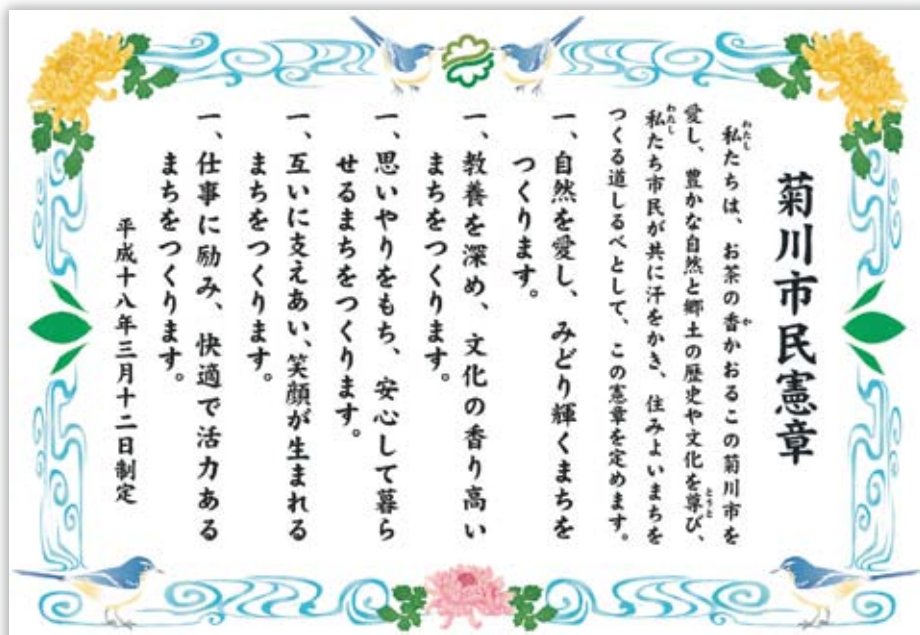 菊川市民憲章
私たちは、お茶の香かおるこの菊川市を
愛し、豊かな自然と郷土の歴史や文化を尊び、
私たち市民が共に汗をかき、住みよいまちを
つくる道しるべとして、この憲章を定めます。
一、自然を愛し、みどり輝くまちを
つくります。
一、教養を深め、文化の香り高い
まちをつくります。
一、思いやりをもち、安心して暮ら
せるまちをつくります。
一、互いに支えあい、笑顔が生まれる
まちをつくります。
一、仕事に励み、快適で活力ある
まちをつくります。
平成十八年三月十二日制定